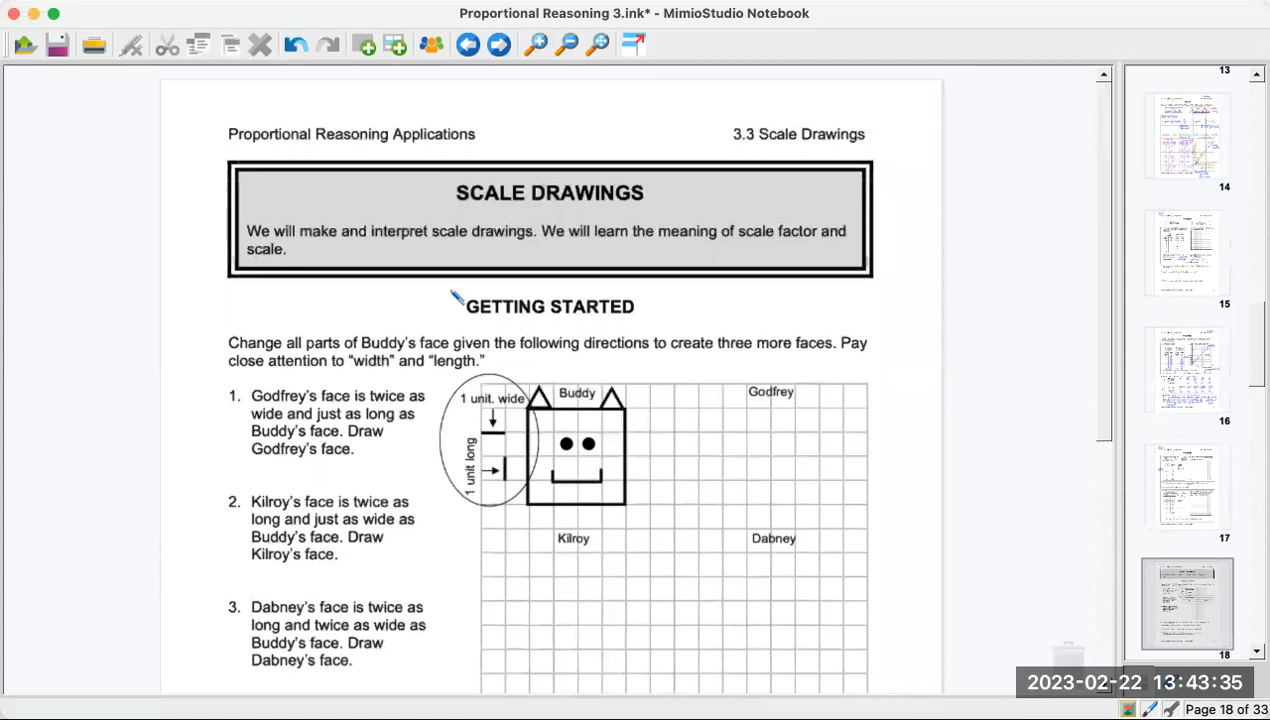 Proportional Reasoning 3.ink* - MimioStudio Notebook
Proportional Reasoning Applications
3.3 Scale Drawings
SCALE DRAWINGS
We will make and interpret scale drawings. We will learn the meaning of scale factor and
scale.
GETTING STARTED
Change all parts of Buddy's face given the following directions to create three more faces. Pay
close attention to "width" and "length."
1. Godfrey's face is twice as
wide and just as long as
Buddy's face. Draw
Godfrey's face.
2. Kilroy's face is twice as
long and just as wide as
Buddy's face. Draw
Kilroy's face.
3. Dabney's face is twice as
long and twice as wide as
Buddy's face. Draw
Dabney's face.
1 unit. wide
1 unit long
Buddy
Godfrey
Kilroy
Dabney
13
14
15
16
17
18
2023-02-22 13:43:35
Page 18 of 33